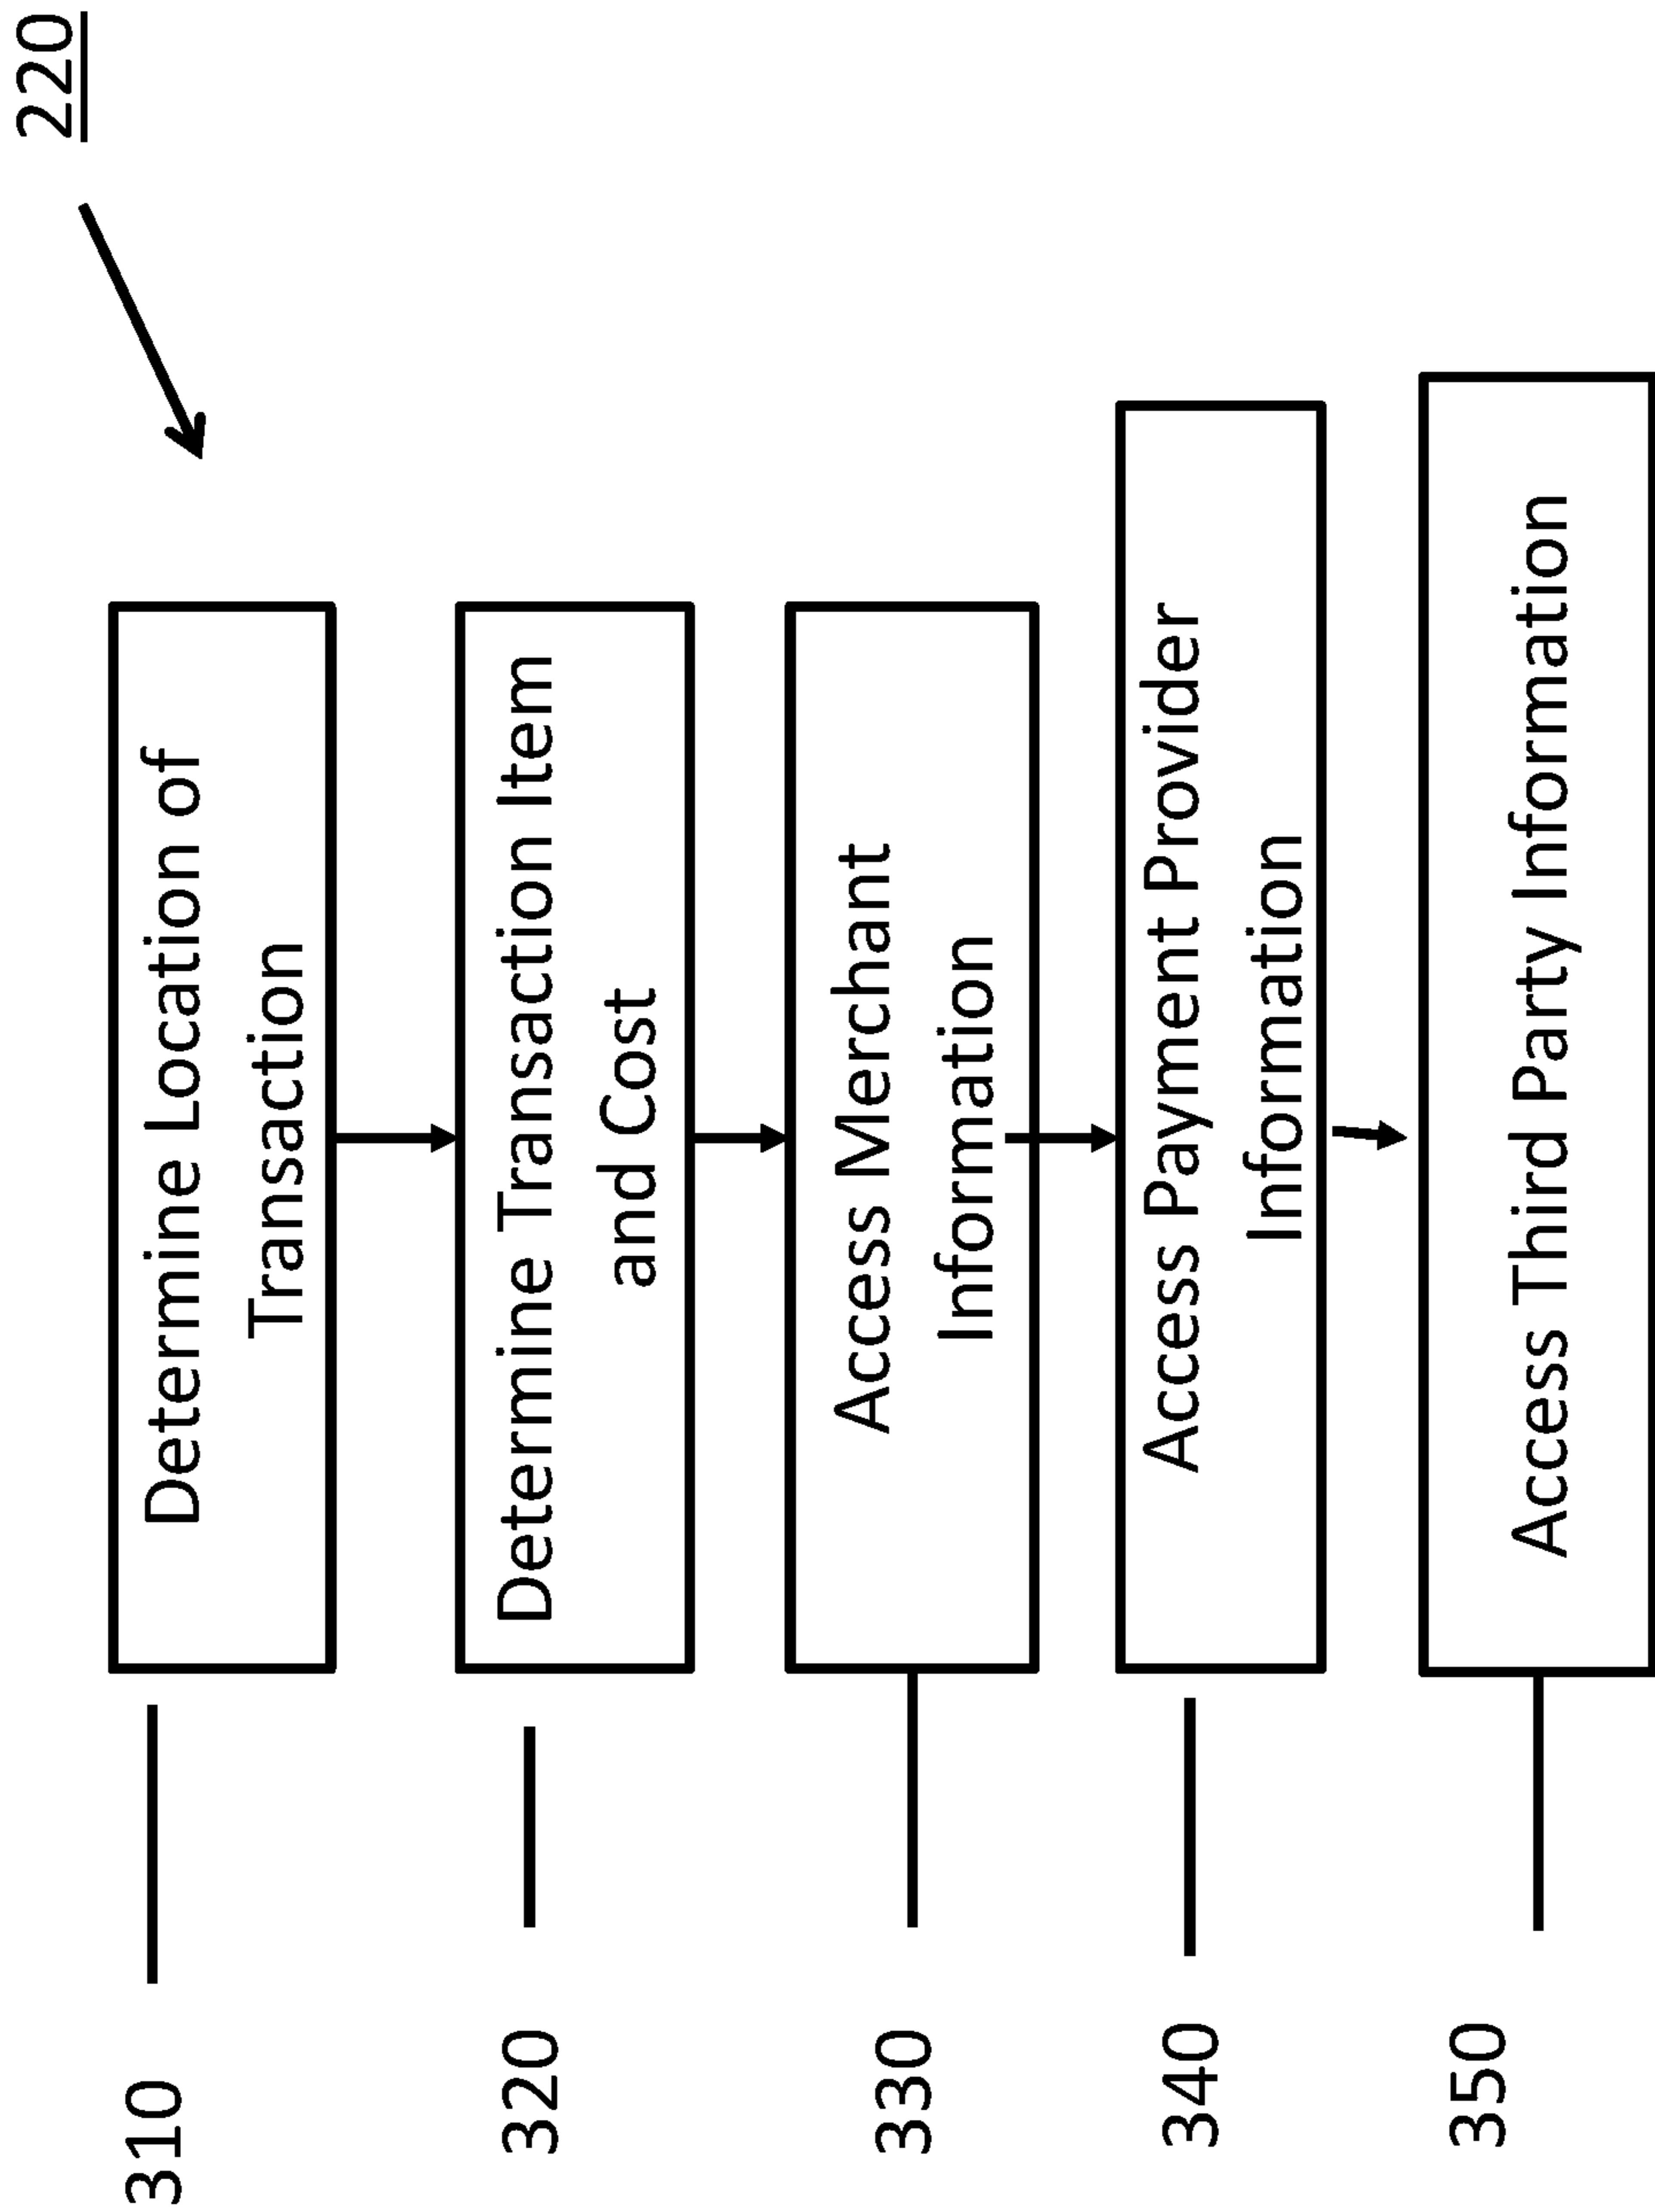 220
310
Determine Location of
Transaction
320
Determine Transaction Item
and Cost
330
Access Merchant
Information
340
Access Payment Provider
Information
350
Access Third Party Information